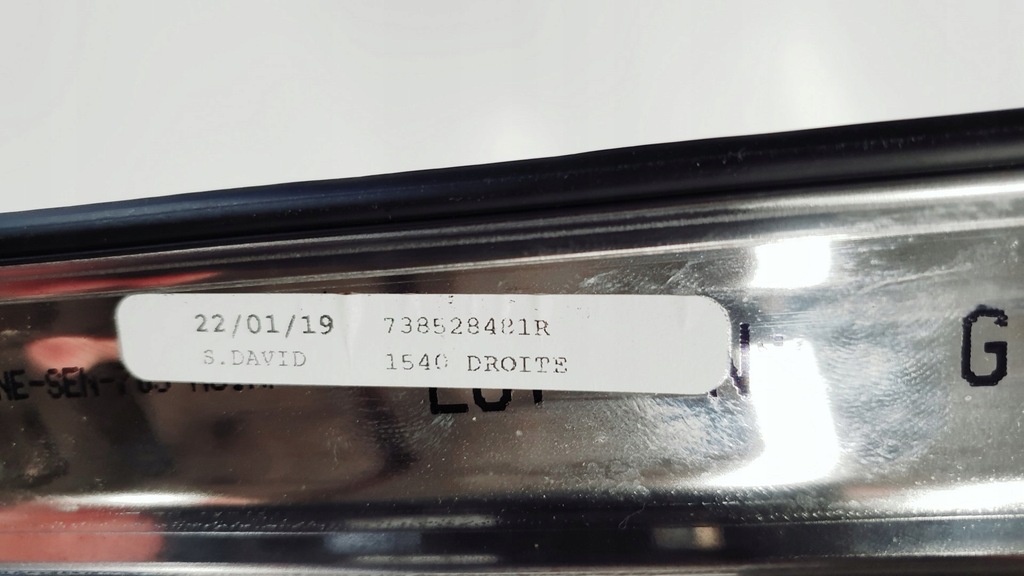 22/01/19 738528481R
S.DAVID 1540 DROITE
G